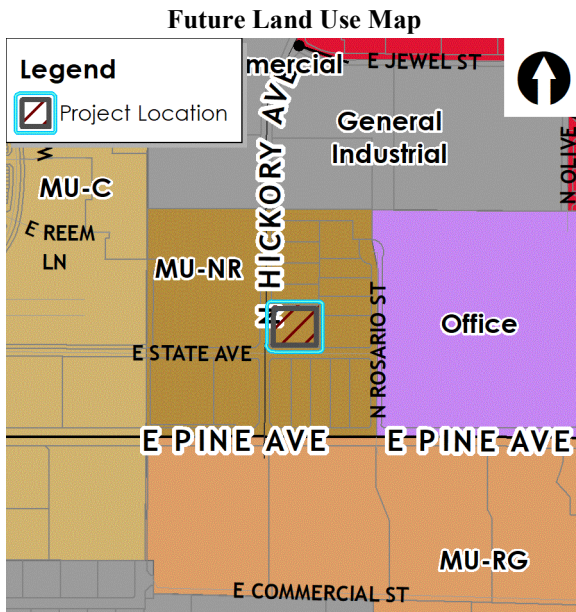 Future Land Use Map
Legend
Project Location
mercial
E JEWEL ST
General
Industrial
N HICKORY AVE
N OLIVE
W
MU-C
E REEM
LN
MU-NR
N ROSARIO ST
Office
E STATE AVE
E PINE AVE
E PINE AVE
MU-RG
E COMMERCIAL ST